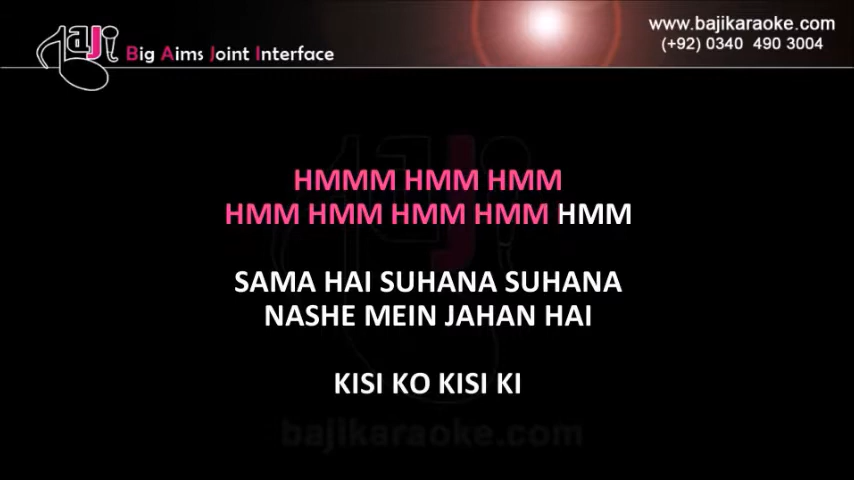 Baji Big Aims Joint Interface
www.bajikaraoke.com
(+92) 0340 490 3004
HMMM HMM HMM
HMM HMM HMM HMM HMM
SAMA HAI SUHANA SUHANA
NASHE MEIN JAHAN HAI
KISI KO KISI KI
bajikaraoke.com